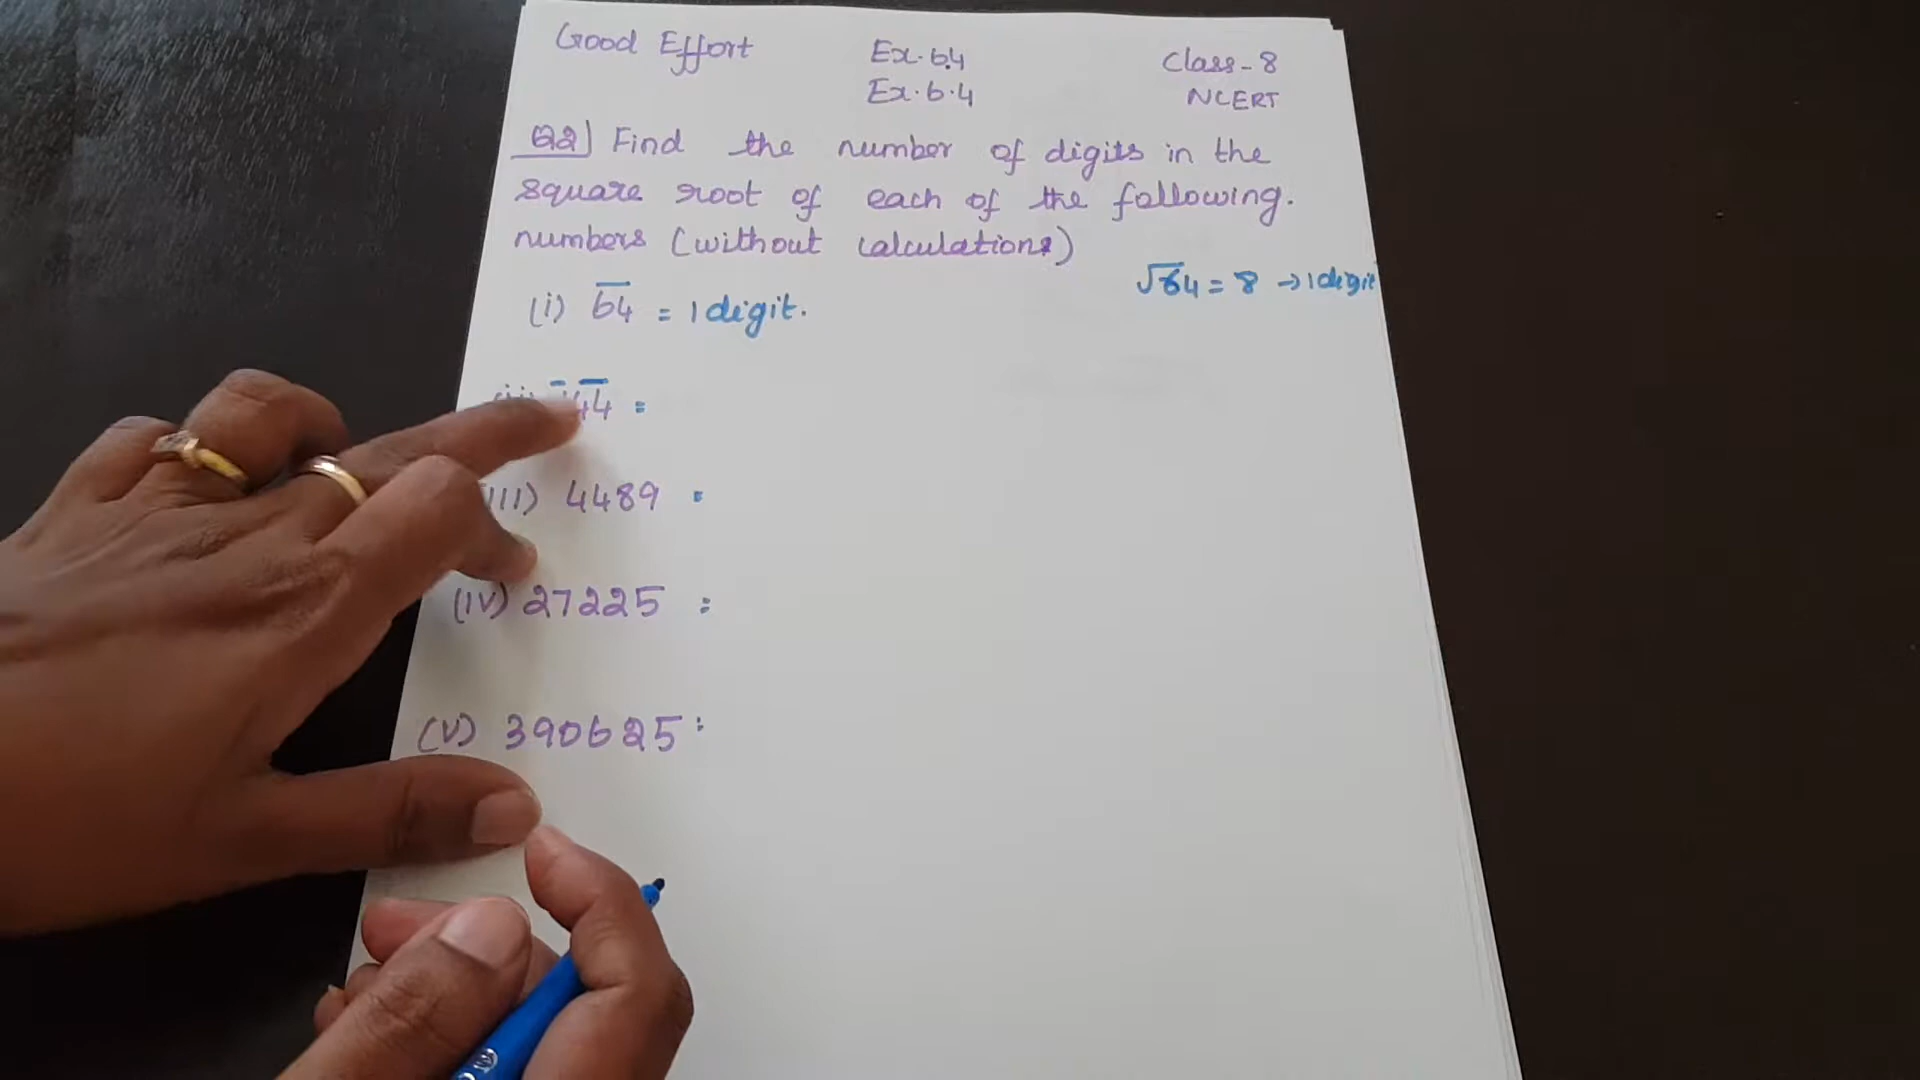 Good Effort Ex. 6.4 Class-8
Ex. 6.4 NCERT
Q2) Find the number of digits in the
square root of each of the following.
numbers (without calculations)
√64 = 8 → 1 digit
(i) 64 = 1 digit.
44 =
(iii) 4489 =
(iv) 27225 =
(v) 390625 :